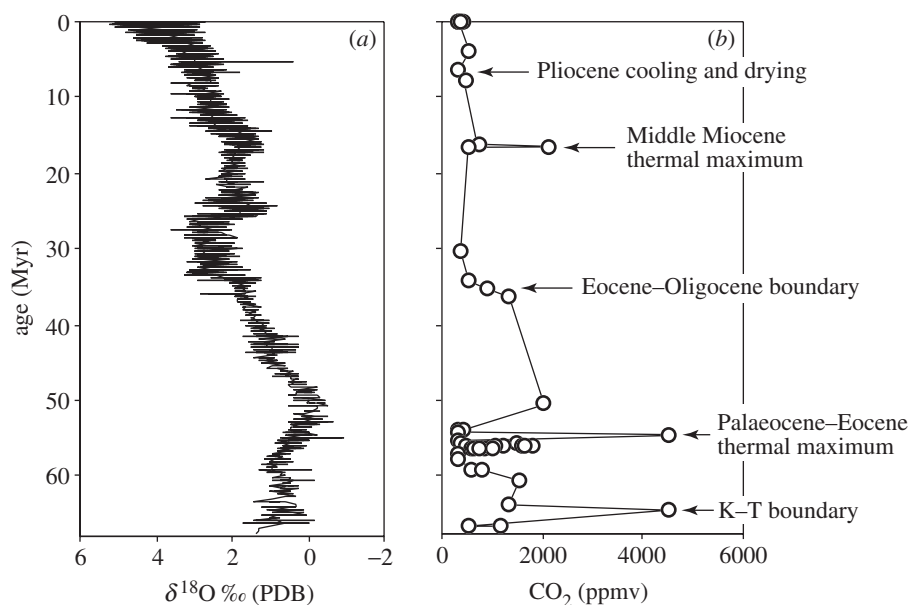 0
10
20
30
40
50
60
age (Myr)
6
4
2
0
−2
δ¹⁸O ‰ (PDB)
(a)
(b)
Pliocene cooling and drying
Middle Miocene
thermal maximum
Eocene–Oligocene boundary
Palaeocene–Eocene
thermal maximum
K–T boundary
0
2000
4000
6000
CO₂ (ppmv)